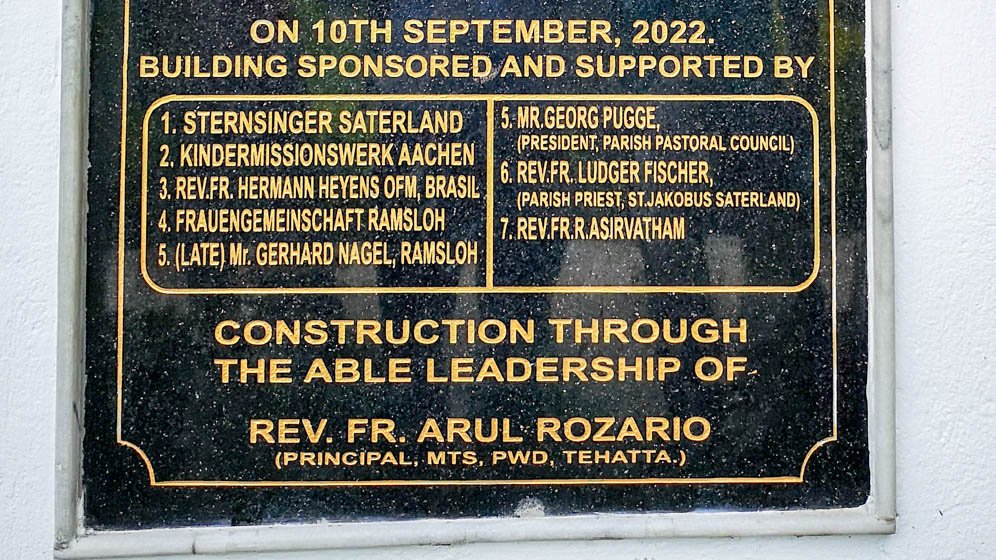 ON 10TH SEPTEMBER, 2022.
BUILDING SPONSORED AND SUPPORTED BY
1. STERNSINGER SATERLAND
2. KINDERMISSIONSWERK AACHEN
3. REV.FR. HERMANN HEYENS OFM, BRASIL
4. FRAUENGEMEINSCHAFT RAMSLOH
5. (LATE) Mr. GERHARD NAGEL, RAMSLOH
5. MR.GEORG PUGGE,
(PRESIDENT, PARISH PASTORAL COUNCIL)
6. REV.FR. LUDGER FISCHER,
(PARISH PRIEST, ST.JAKOBUS SATERLAND)
7. REV.FR.R.ASIRVATHAM
CONSTRUCTION THROUGH
THE ABLE LEADERSHIP OF
REV. FR. ARUL ROZARIO
(PRINCIPAL, MTS, PWD, TEHATTA.)